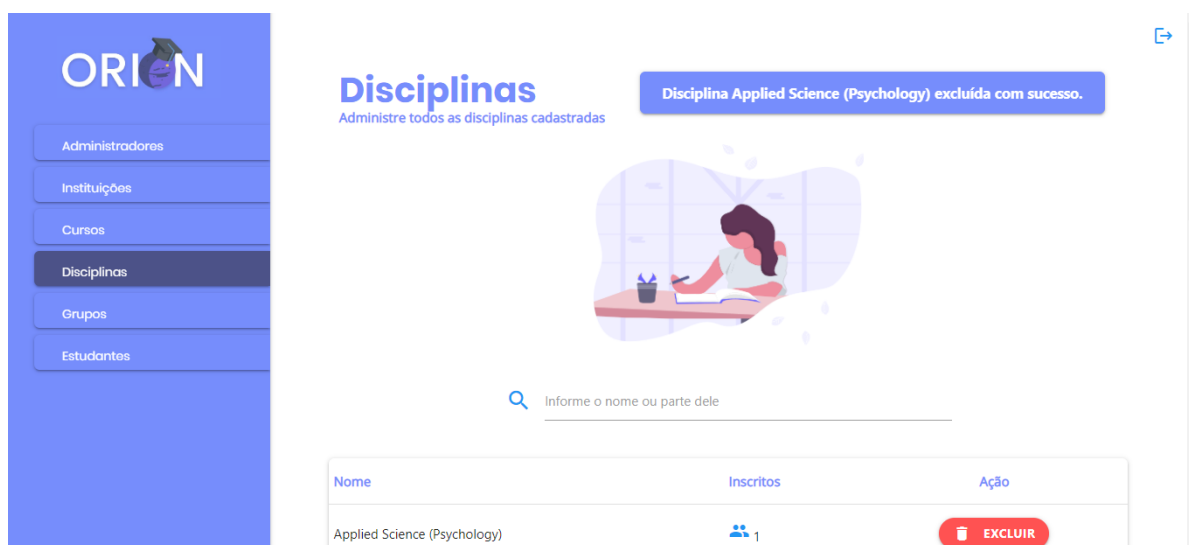 ORION
Administradores
Instituições
Cursos
Disciplinas
Grupos
Estudantes
Disciplinas
Administre todos as disciplinas cadastradas
Disciplina Applied Science (Psychology) excluída com sucesso.
Informe o nome ou parte dele
Nome Inscritos Ação
Applied Science (Psychology) 1 EXCLUIR